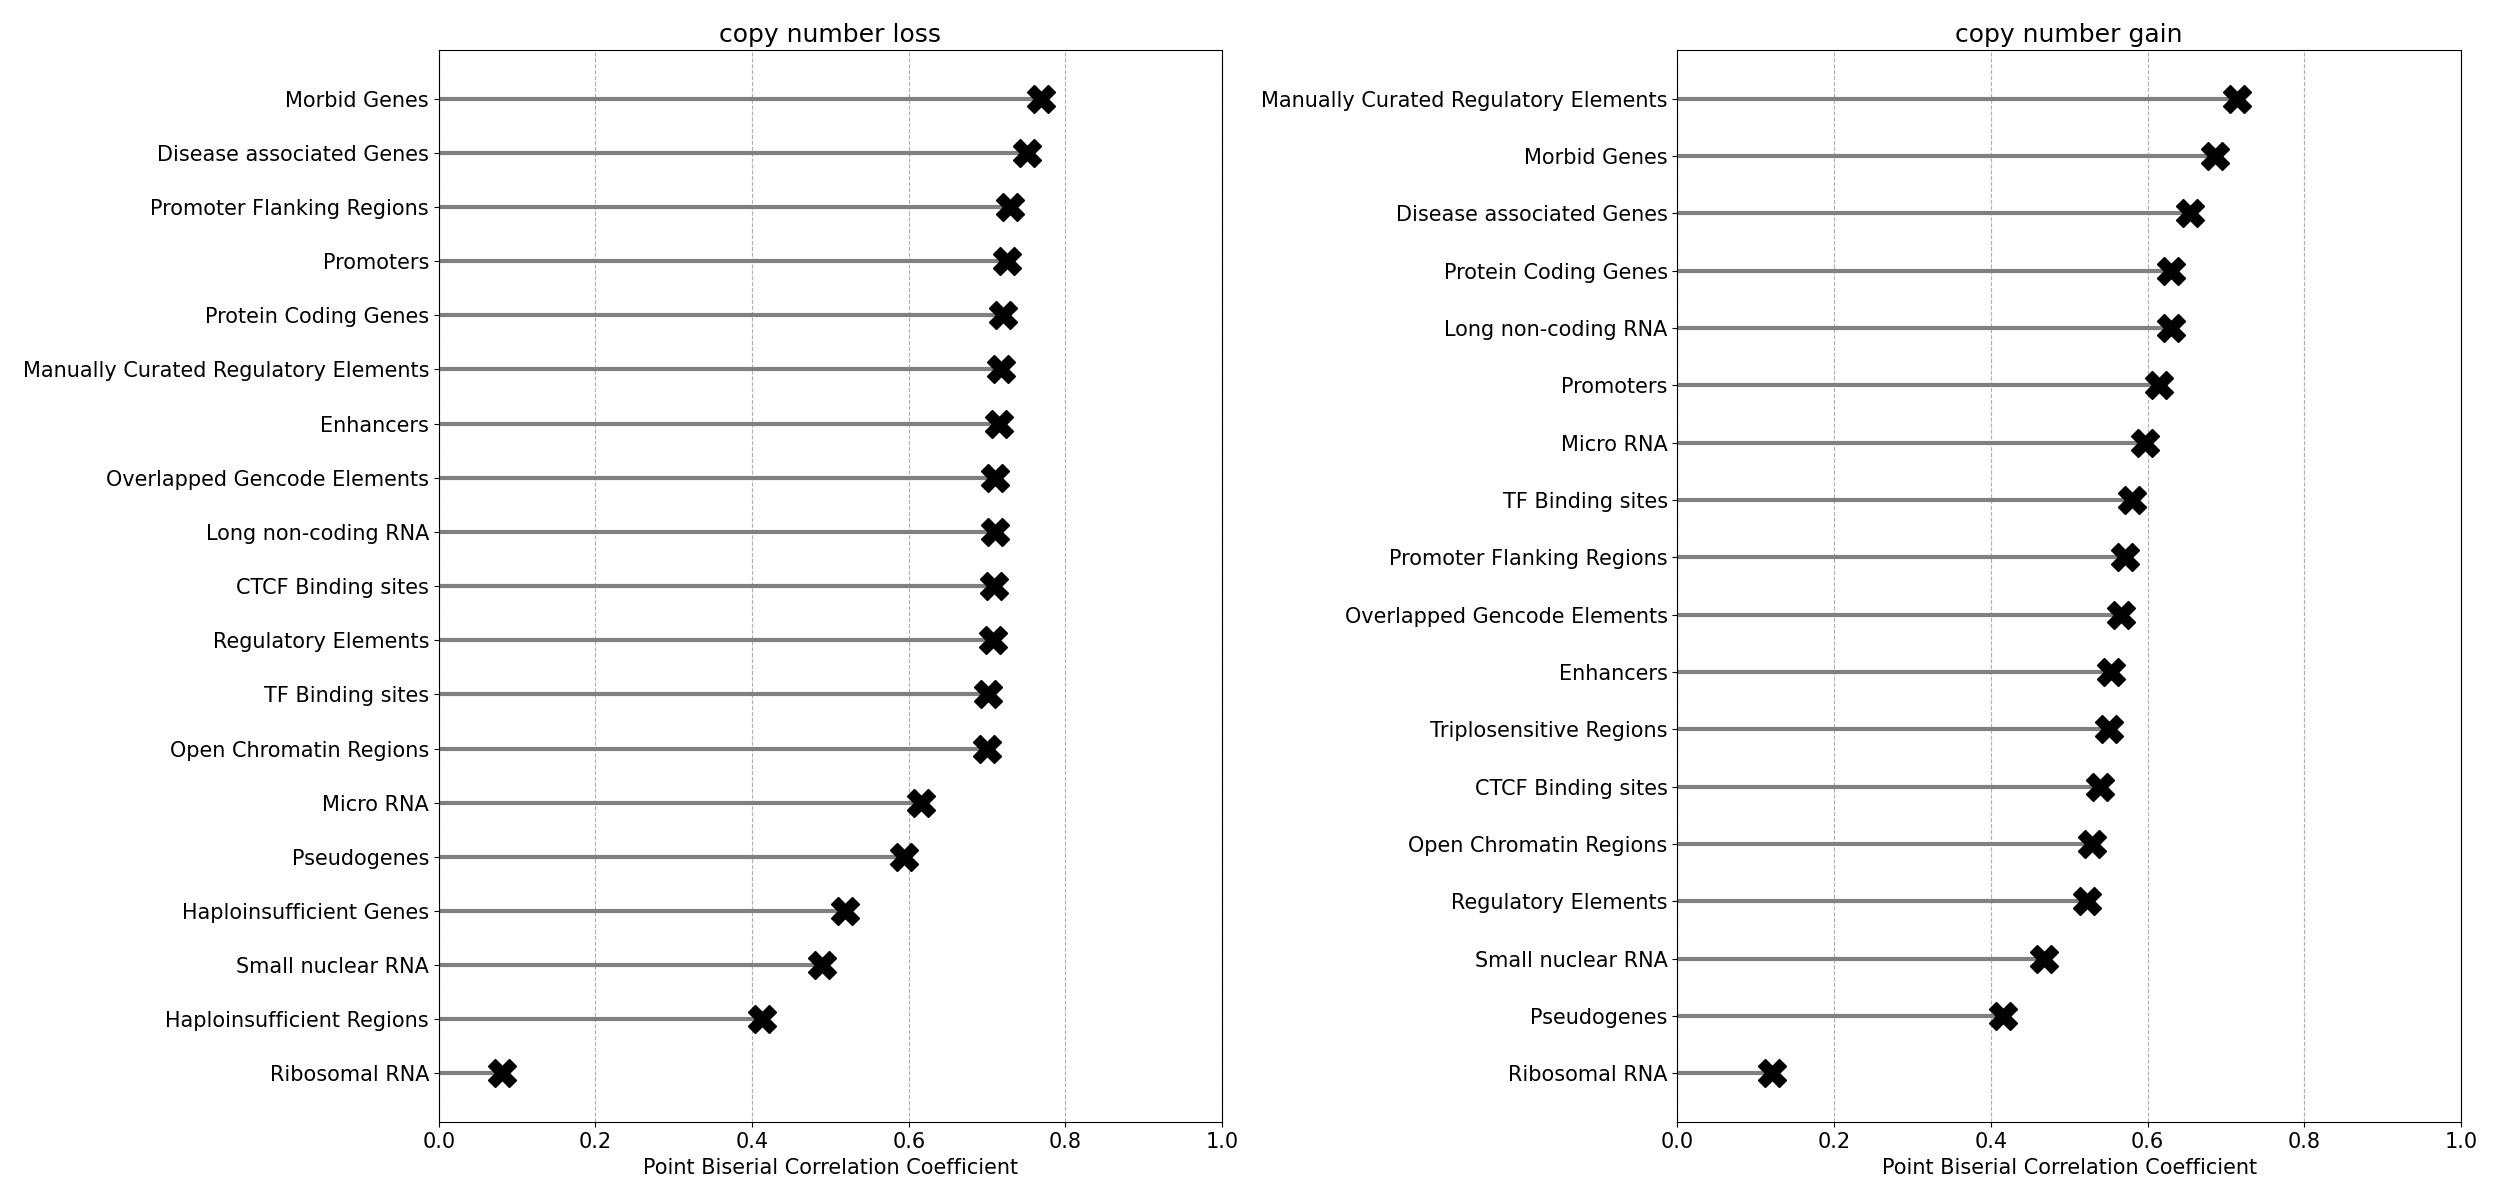 copy number loss
Morbid Genes
Disease associated Genes
Promoter Flanking Regions
Promoters
Protein Coding Genes
Manually Curated Regulatory Elements
Enhancers
Overlapped Gencode Elements
Long non-coding RNA
CTCF Binding sites
Regulatory Elements
TF Binding sites
Open Chromatin Regions
Micro RNA
Pseudogenes
Haploinsufficient Genes
Small nuclear RNA
Haploinsufficient Regions
Ribosomal RNA
0.0 0.2 0.4 0.6 0.8 1.0
Point Biserial Correlation Coefficient
copy number gain
Manually Curated Regulatory Elements
Morbid Genes
Disease associated Genes
Protein Coding Genes
Long non-coding RNA
Promoters
Micro RNA
TF Binding sites
Promoter Flanking Regions
Overlapped Gencode Elements
Enhancers
Triplosensitive Regions
CTCF Binding sites
Open Chromatin Regions
Regulatory Elements
Small nuclear RNA
Pseudogenes
Ribosomal RNA
0.0 0.2 0.4 0.6 0.8 1.0
Point Biserial Correlation Coefficient